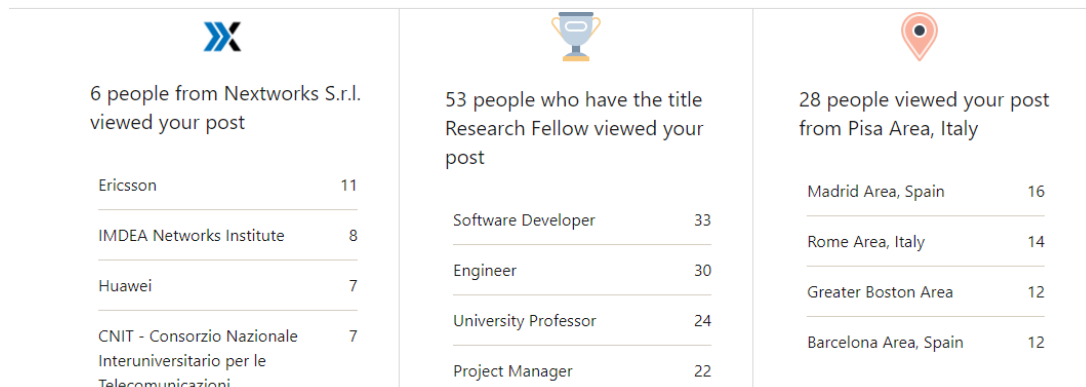 6 people from Nextworks S.r.l.
viewed your post
Ericsson 11
IMDEA Networks Institute 8
Huawei 7
CNIT - Consorzio Nazionale 7
Interuniversitario per le
Telecomunicazioni
53 people who have the title
Research Fellow viewed your
post
Software Developer 33
Engineer 30
University Professor 24
Project Manager 22
28 people viewed your post
from Pisa Area, Italy
Madrid Area, Spain 16
Rome Area, Italy 14
Greater Boston Area 12
Barcelona Area, Spain 12